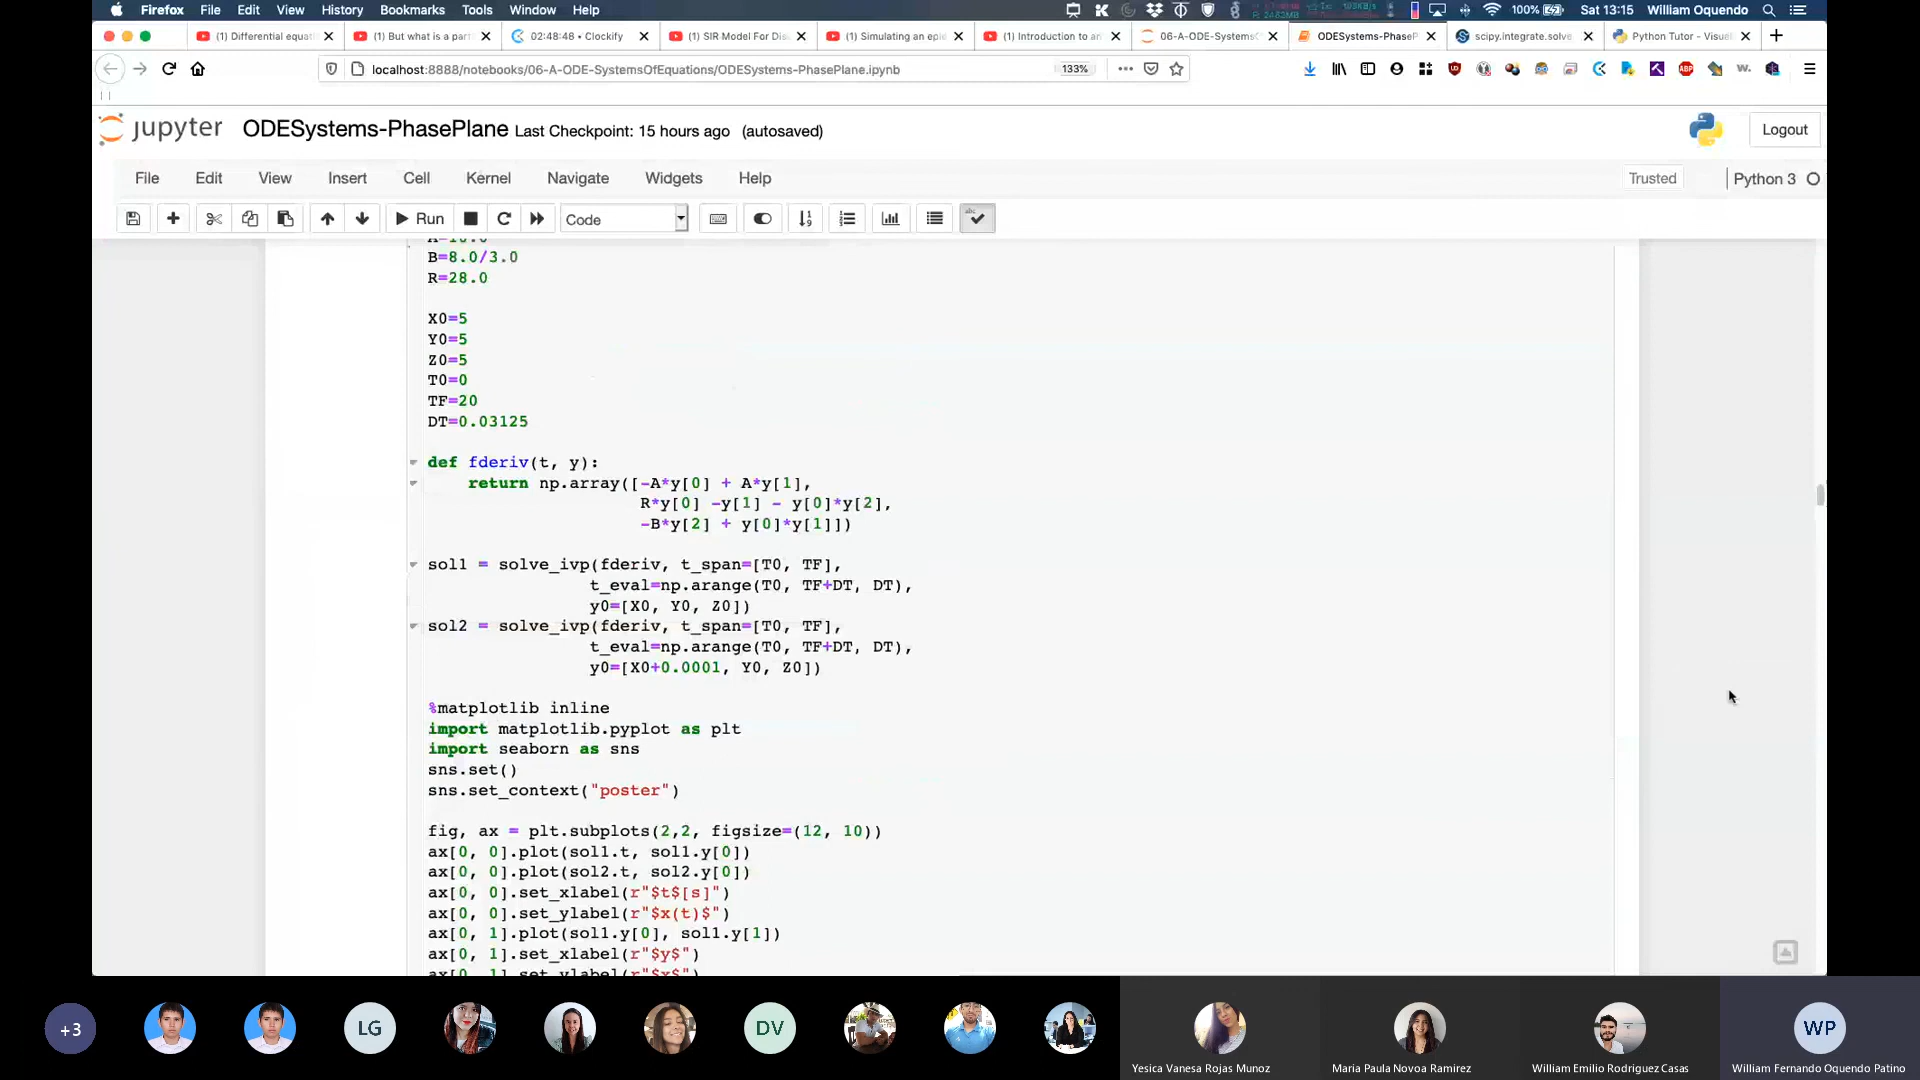 Firefox File Edit View History Bookmarks Tools Window Help 100% Sat 13:15 William Oquendo
(1) Differential equati (1) But what is a part 02:48:48 • Clockify (1) SIR Model For Dis (1) Simulating an epi (1) Introduction to an 06-A-ODE-Systems ODESystems-PhaseP scipy.integrate.solve Python Tutor - Visual
localhost:8888/notebooks/06-A-ODE-SystemsOfEquations/ODESystems-PhasePlane.ipynb 133%
jupyter ODESystems-PhasePlane Last Checkpoint: 15 hours ago (autosaved) Logout
File Edit View Insert Cell Kernel Navigate Widgets Help Trusted Python 3
Run Code
B=8.0/3.0
R=28.0
X0=5
Y0=5
Z0=5
T0=0
TF=20
DT=0.03125
def fderiv(t, y):
return np.array([-A*y[0] + A*y[1],
R*y[0] -y[1] - y[0]*y[2],
-B*y[2] + y[0]*y[1]])
sol1 = solve_ivp(fderiv, t_span=[T0, TF],
t_eval=np.arange(T0, TF+DT, DT),
y0=[X0, Y0, Z0])
sol2 = solve_ivp(fderiv, t_span=[T0, TF],
t_eval=np.arange(T0, TF+DT, DT),
y0=[X0+0.0001, Y0, Z0])
%matplotlib inline
import matplotlib.pyplot as plt
import seaborn as sns
sns.set()
sns.set_context("poster")
fig, ax = plt.subplots(2,2, figsize=(12, 10))
ax[0, 0].plot(sol1.t, sol1.y[0])
ax[0, 0].plot(sol2.t, sol2.y[0])
ax[0, 0].set_xlabel(r"$t$[s]")
ax[0, 0].set_ylabel(r"$x(t)$")
ax[0, 1].plot(sol1.y[0], sol1.y[1])
ax[0, 1].set_xlabel(r"$y$")
+3 LG DV WP
Yesica Vanesa Rojas Munoz Maria Paula Novoa Ramirez William Emilio Rodriguez Casas William Fernando Oquendo Patino